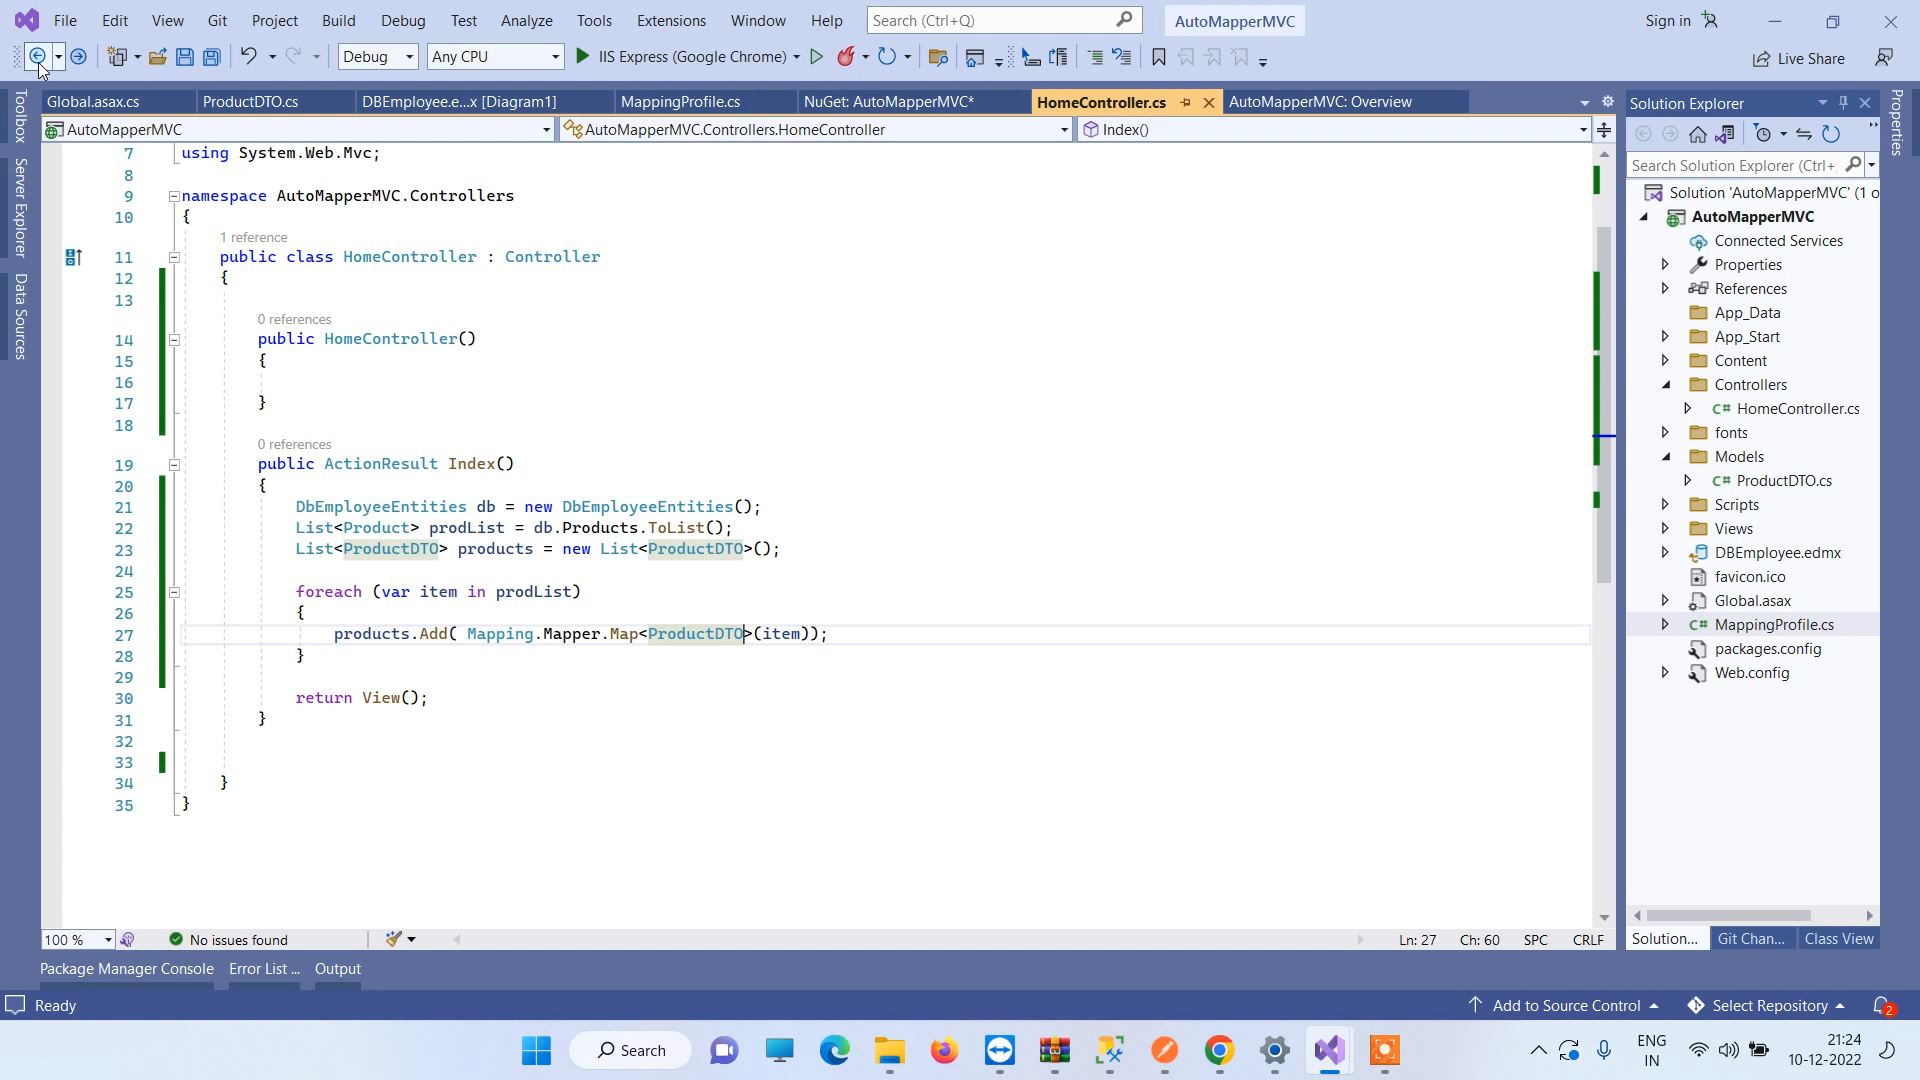 File Edit View Git Project Build Debug Test Analyze Tools Extensions Window Help Search (Ctrl+Q) AutoMapperMVC Sign in
Debug Any CPU IIS Express (Google Chrome) Live Share
Toolbox
Server Explorer
Data Sources
Global.asax.cs ProductDTO.cs DBEmployee.e...x [Diagram1] MappingProfile.cs NuGet: AutoMapperMVC* HomeController.cs AutoMapperMVC: Overview
AutoMapperMVC AutoMapperMVC.Controllers.HomeController Index()
7 using System.Web.Mvc;
8
9 namespace AutoMapperMVC.Controllers
10 {
1 reference
11 public class HomeController : Controller
12 {
13
0 references
14 public HomeController()
15 {
16
17 }
18
0 references
19 public ActionResult Index()
20 {
21 DbEmployeeEntities db = new DbEmployeeEntities();
22 List<Product> prodList = db.Products.ToList();
23 List<ProductDTO> products = new List<ProductDTO>();
24
25 foreach (var item in prodList)
26 {
27 products.Add( Mapping.Mapper.Map<ProductDTO>(item));
28 }
29
30 return View();
31 }
32
33
34 }
35 }
100 % No issues found Ln: 27 Ch: 60 SPC CRLF
Solution Explorer
Search Solution Explorer (Ctrl+;
Solution 'AutoMapperMVC' (1 o
AutoMapperMVC
Connected Services
Properties
References
App_Data
App_Start
Content
Controllers
C# HomeController.cs
fonts
Models
C# ProductDTO.cs
Scripts
Views
DBEmployee.edmx
favicon.ico
Global.asax
C# MappingProfile.cs
packages.config
Web.config
Solution... Git Chan... Class View
Properties
Package Manager Console Error List ... Output
Ready Add to Source Control Select Repository 2
Search ENG
IN 21:24
10-12-2022